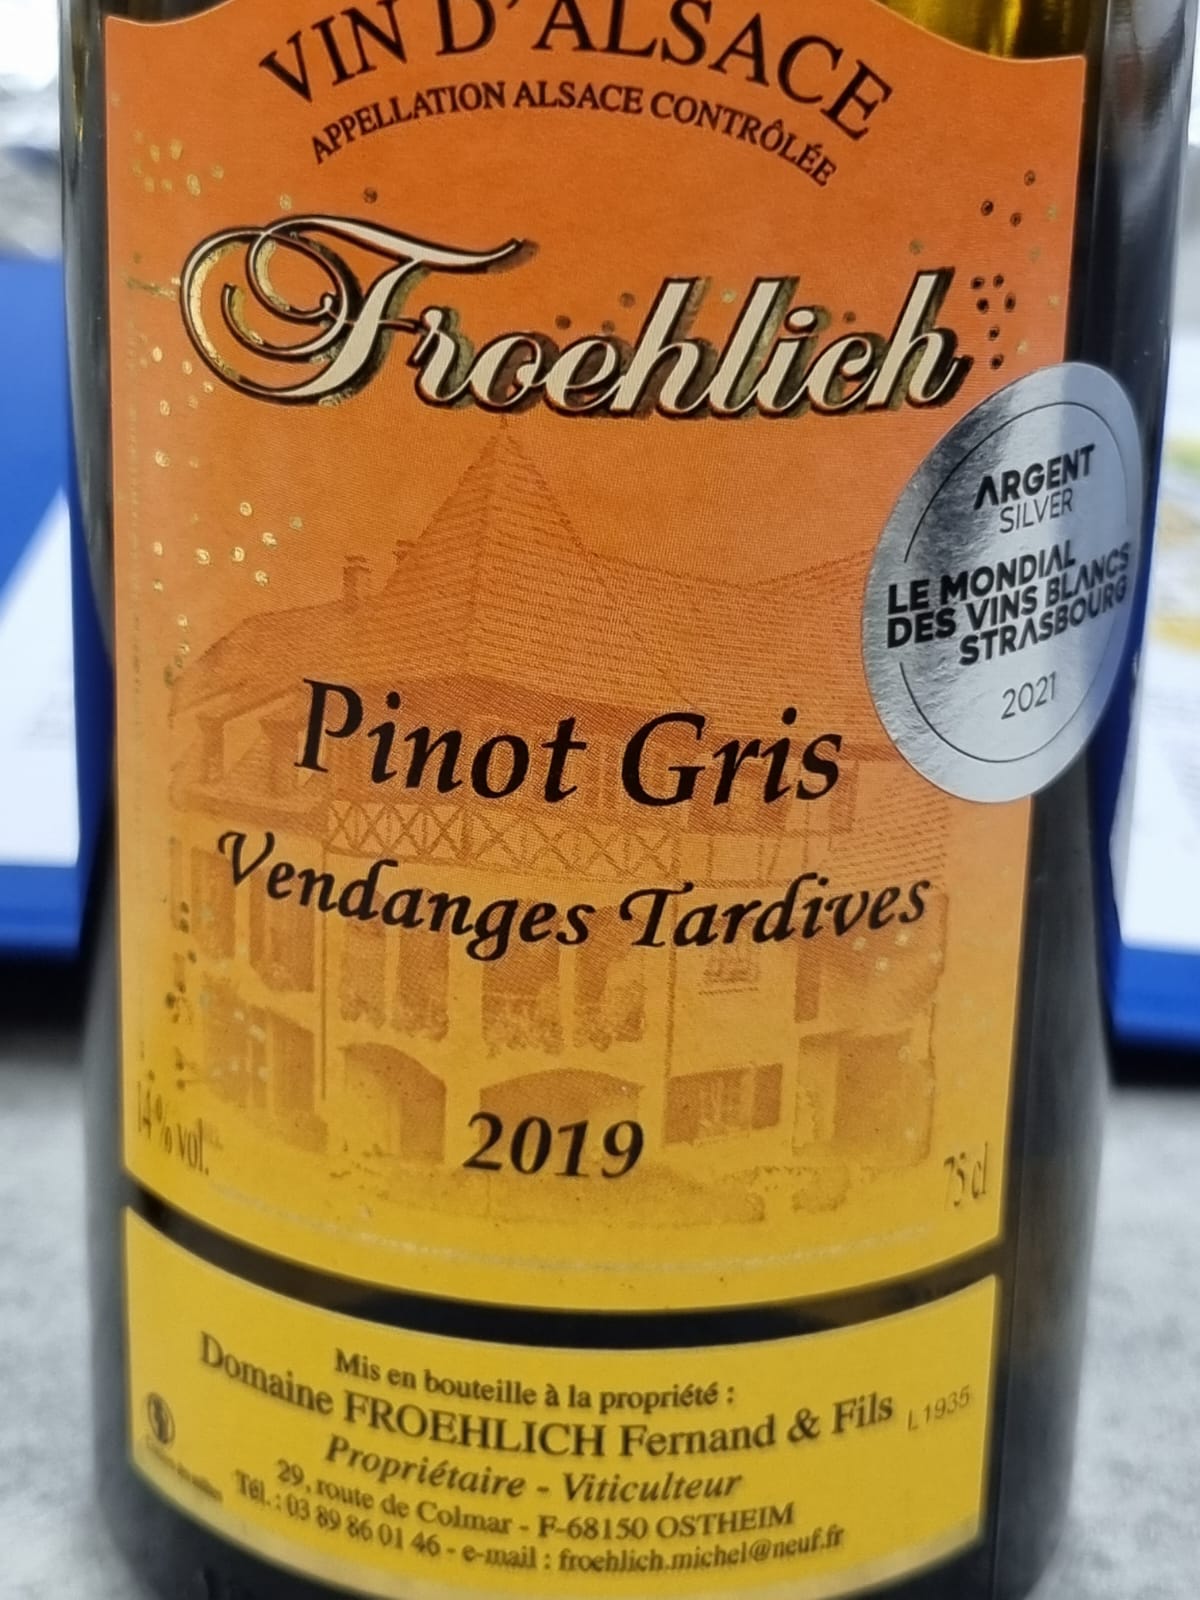 VIN D'ALSACE
APPELLATION ALSACE CONTRÔLÉE
Froehlich
ARGENT
SILVER
LE MONDIAL
DES VINS BLANCS
STRASBOURG
2021
Pinot Gris
Vendanges Tardives
2019
14% vol.
75 cl
Mis en bouteille à la propriété :
Domaine FROEHLICH Fernand & Fils
L1935
Propriétaire - Viticulteur
29, route de Colmar - F-68150 OSTHEIM
Tél. : 03 89 86 01 46 - e-mail : froehlich.michel@neuf.fr